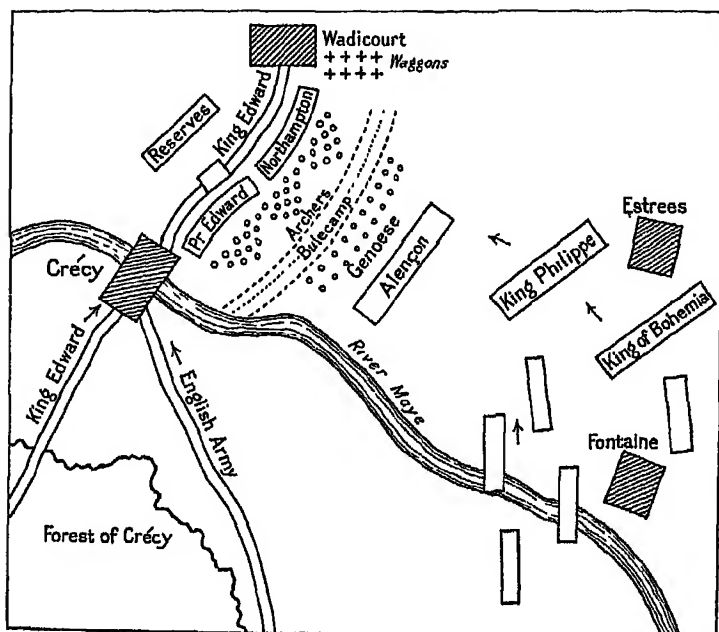 Wadicourt
Waggons
King Edward
Reserves
Northampton
Pr Edward
Archers
Bulecamp
Genoese
Alençon
Estrees
King Philippe
King of Bohemia
Crécy
King Edward
English Army
River Maye
Fontaine
Forest of Crécy